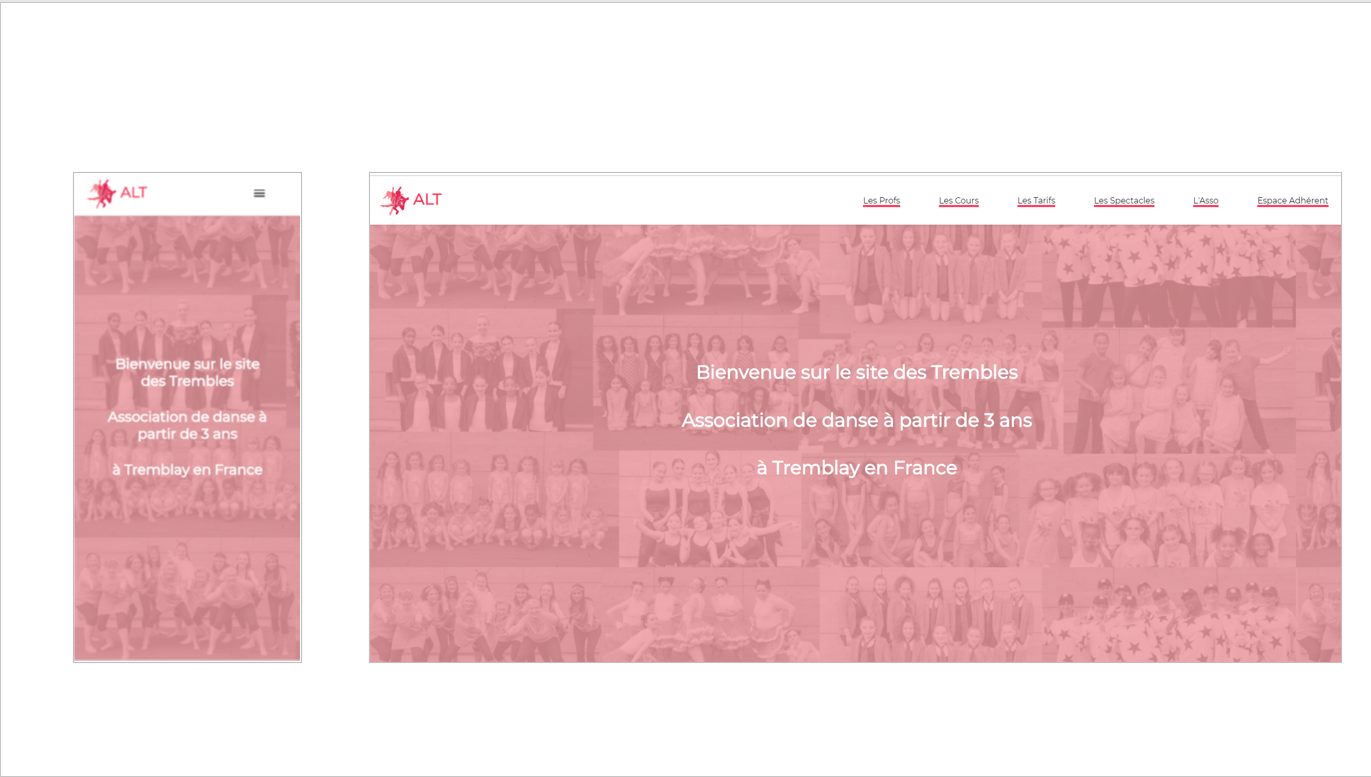 ALT
Bienvenue sur le site
des Trembles
Association de danse à
partir de 3 ans
à Tremblay en France
ALT
Les Profs
Les Cours
Les Tarifs
Les Spectacles
L'Asso
Espace Adhérent
Bienvenue sur le site des Trembles
Association de danse à partir de 3 ans
à Tremblay en France